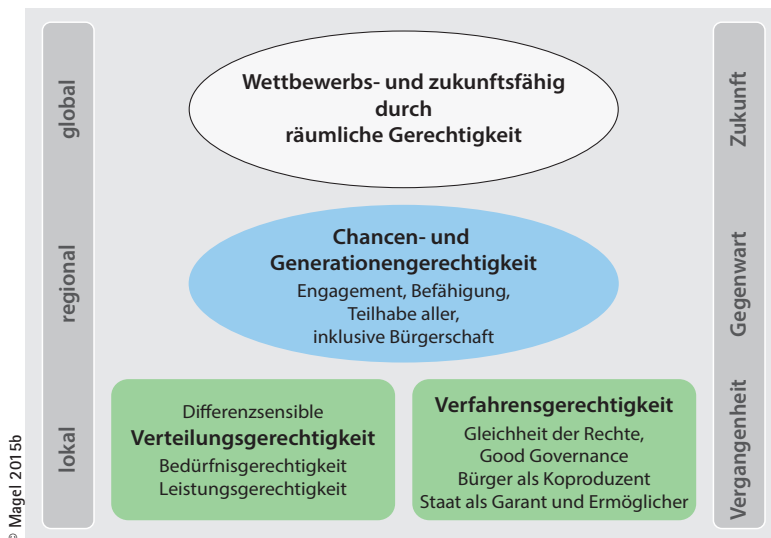 global
regional
lokal
Wettbewerbs- und zukunftsfähig
durch
räumliche Gerechtigkeit
Chancen- und
Generationengerechtigkeit
Engagement, Befähigung,
Teilhabe aller,
inklusive Bürgerschaft
Differenzsensible
Verteilungsgerechtigkeit
Bedürfnisgerechtigkeit
Leistungsgerechtigkeit
Verfahrensgerechtigkeit
Gleichheit der Rechte,
Good Governance
Bürger als Koproduzent
Staat als Garant und Ermöglicher
Zukunft
Gegenwart
Vergangenheit
© Magel 2015b